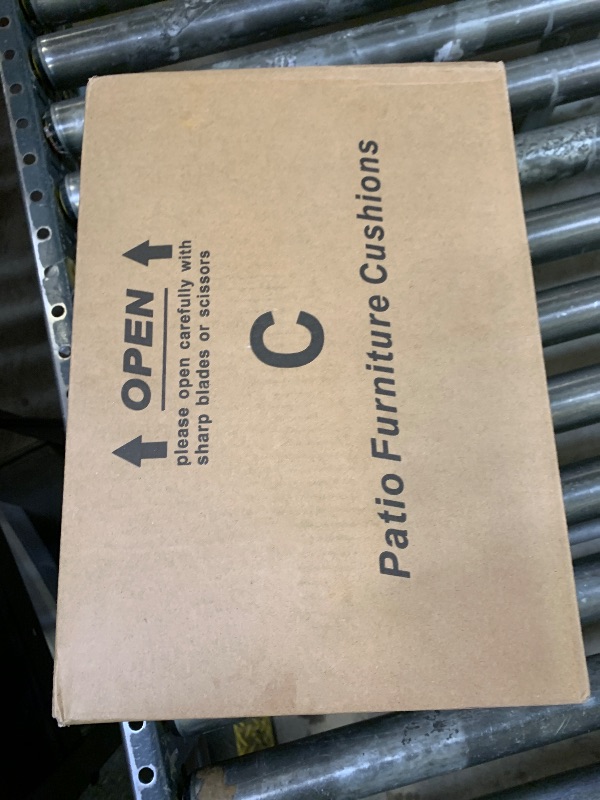 OPEN
please open carefully with
sharp blades or scissors
C
Patio Furniture Cushions